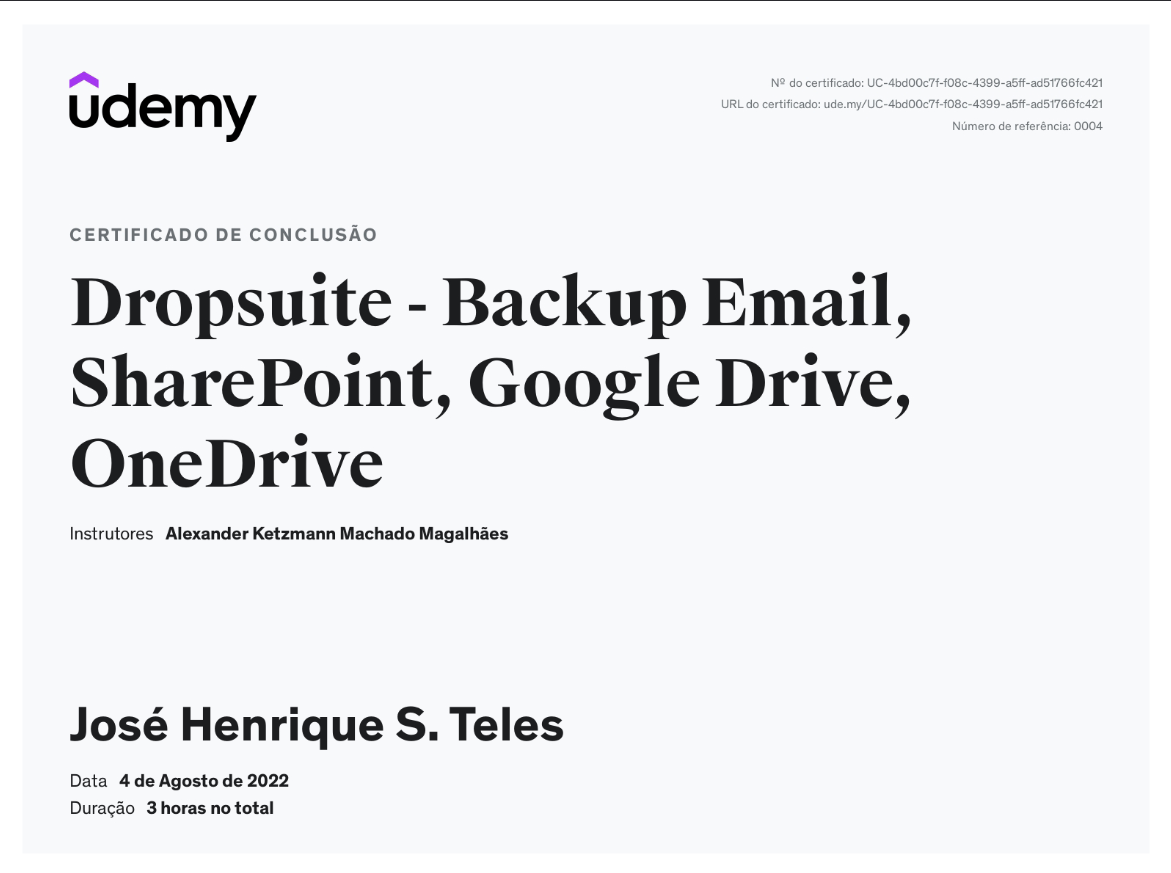 udemy
Nº do certificado: UC-4bd00c7f-f08c-4399-a5ff-ad51766fc421
URL do certificado: ude.my/UC-4bd00c7f-f08c-4399-a5ff-ad51766fc421
Número de referência: 0004
CERTIFICADO DE CONCLUSÃO
Dropsuite - Backup Email,
SharePoint, Google Drive,
OneDrive
Instrutores Alexander Ketzmann Machado Magalhães
José Henrique S. Teles
Data 4 de Agosto de 2022
Duração 3 horas no total